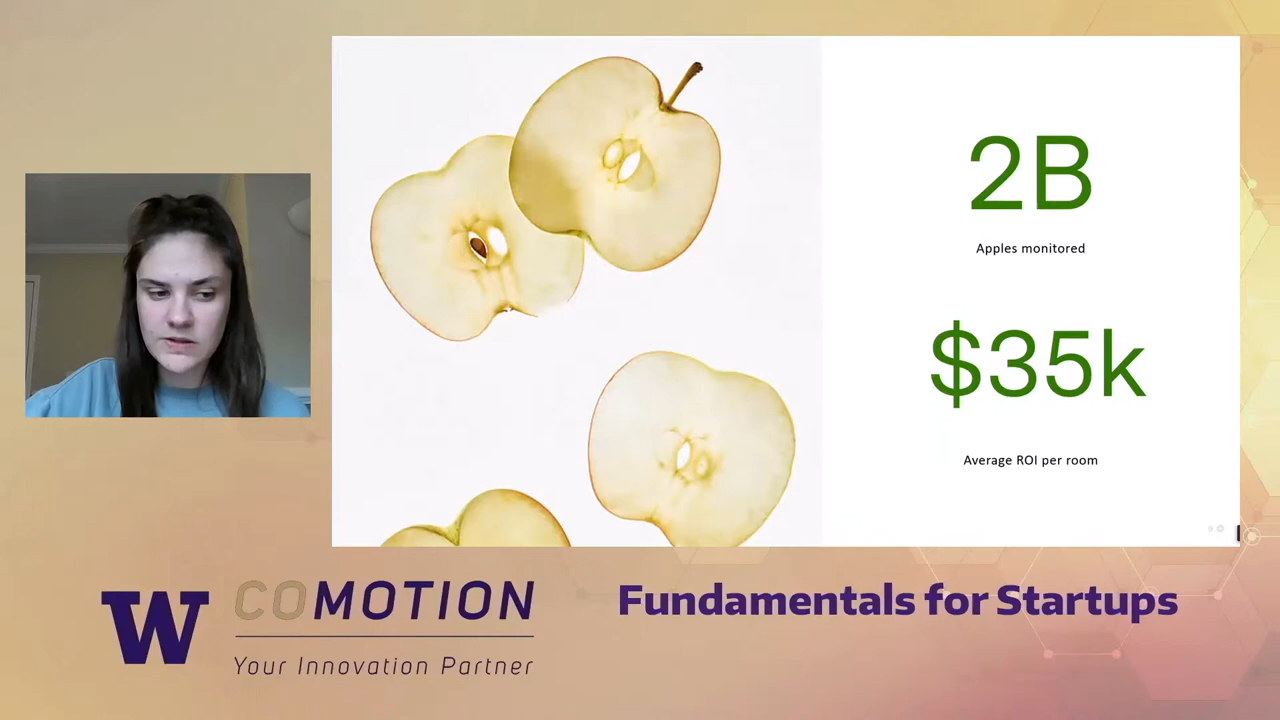 2B
Apples monitored
$35k
Average ROI per room
W
COMOTION
Your Innovation Partner
Fundamentals for Startups